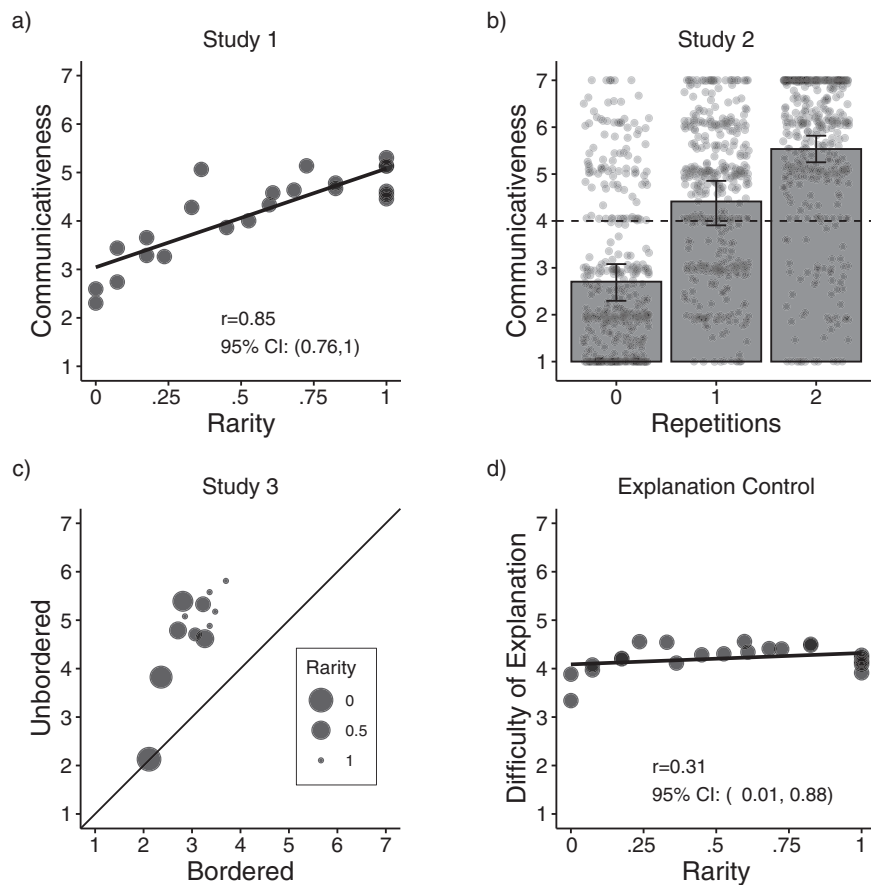 a)
Study 1
Communicativeness
7
6
5
4
3
2
1
r=0.85
95% CI: (0.76,1)
0 .25 .5 .75 1
Rarity
b)
Study 2
Communicativeness
7
6
5
4
3
2
1
0 1 2
Repetitions
c)
Study 3
Unbordered
7
6
5
4
3
2
1
Rarity
0
0.5
1
1 2 3 4 5 6 7
Bordered
d)
Explanation Control
Difficulty of Explanation
7
6
5
4
3
2
1
r=0.31
95% CI: ( 0.01, 0.88)
0 .25 .5 .75 1
Rarity